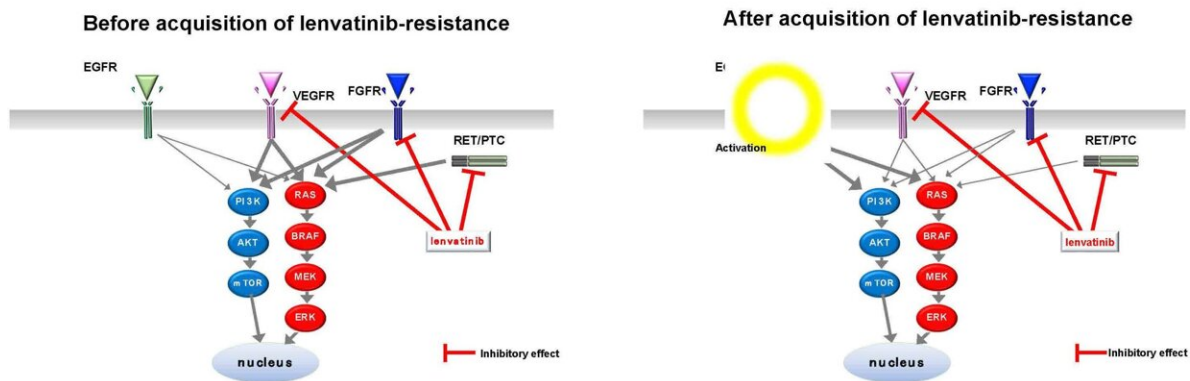 Before acquisition of lenvatinib-resistance
EGFR
VEGFR
FGFR
RET/PTC
PI3K
RAS
AKT
BRAF
lenvatinib
mTOR
MEK
ERK
nucleus
Inhibitory effect
After acquisition of lenvatinib-resistance
VEGFR
FGFR
RET/PTC
Activation
PI3K
RAS
AKT
BRAF
lenvatinib
mTOR
MEK
ERK
nucleus
Inhibitory effect